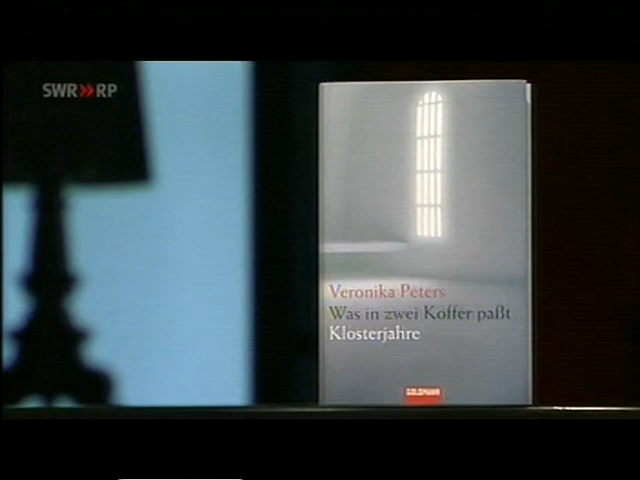 SWR»RP
Veronika Peters
Was in zwei Koffer paßt
Klosterjahre
GOLDMANN